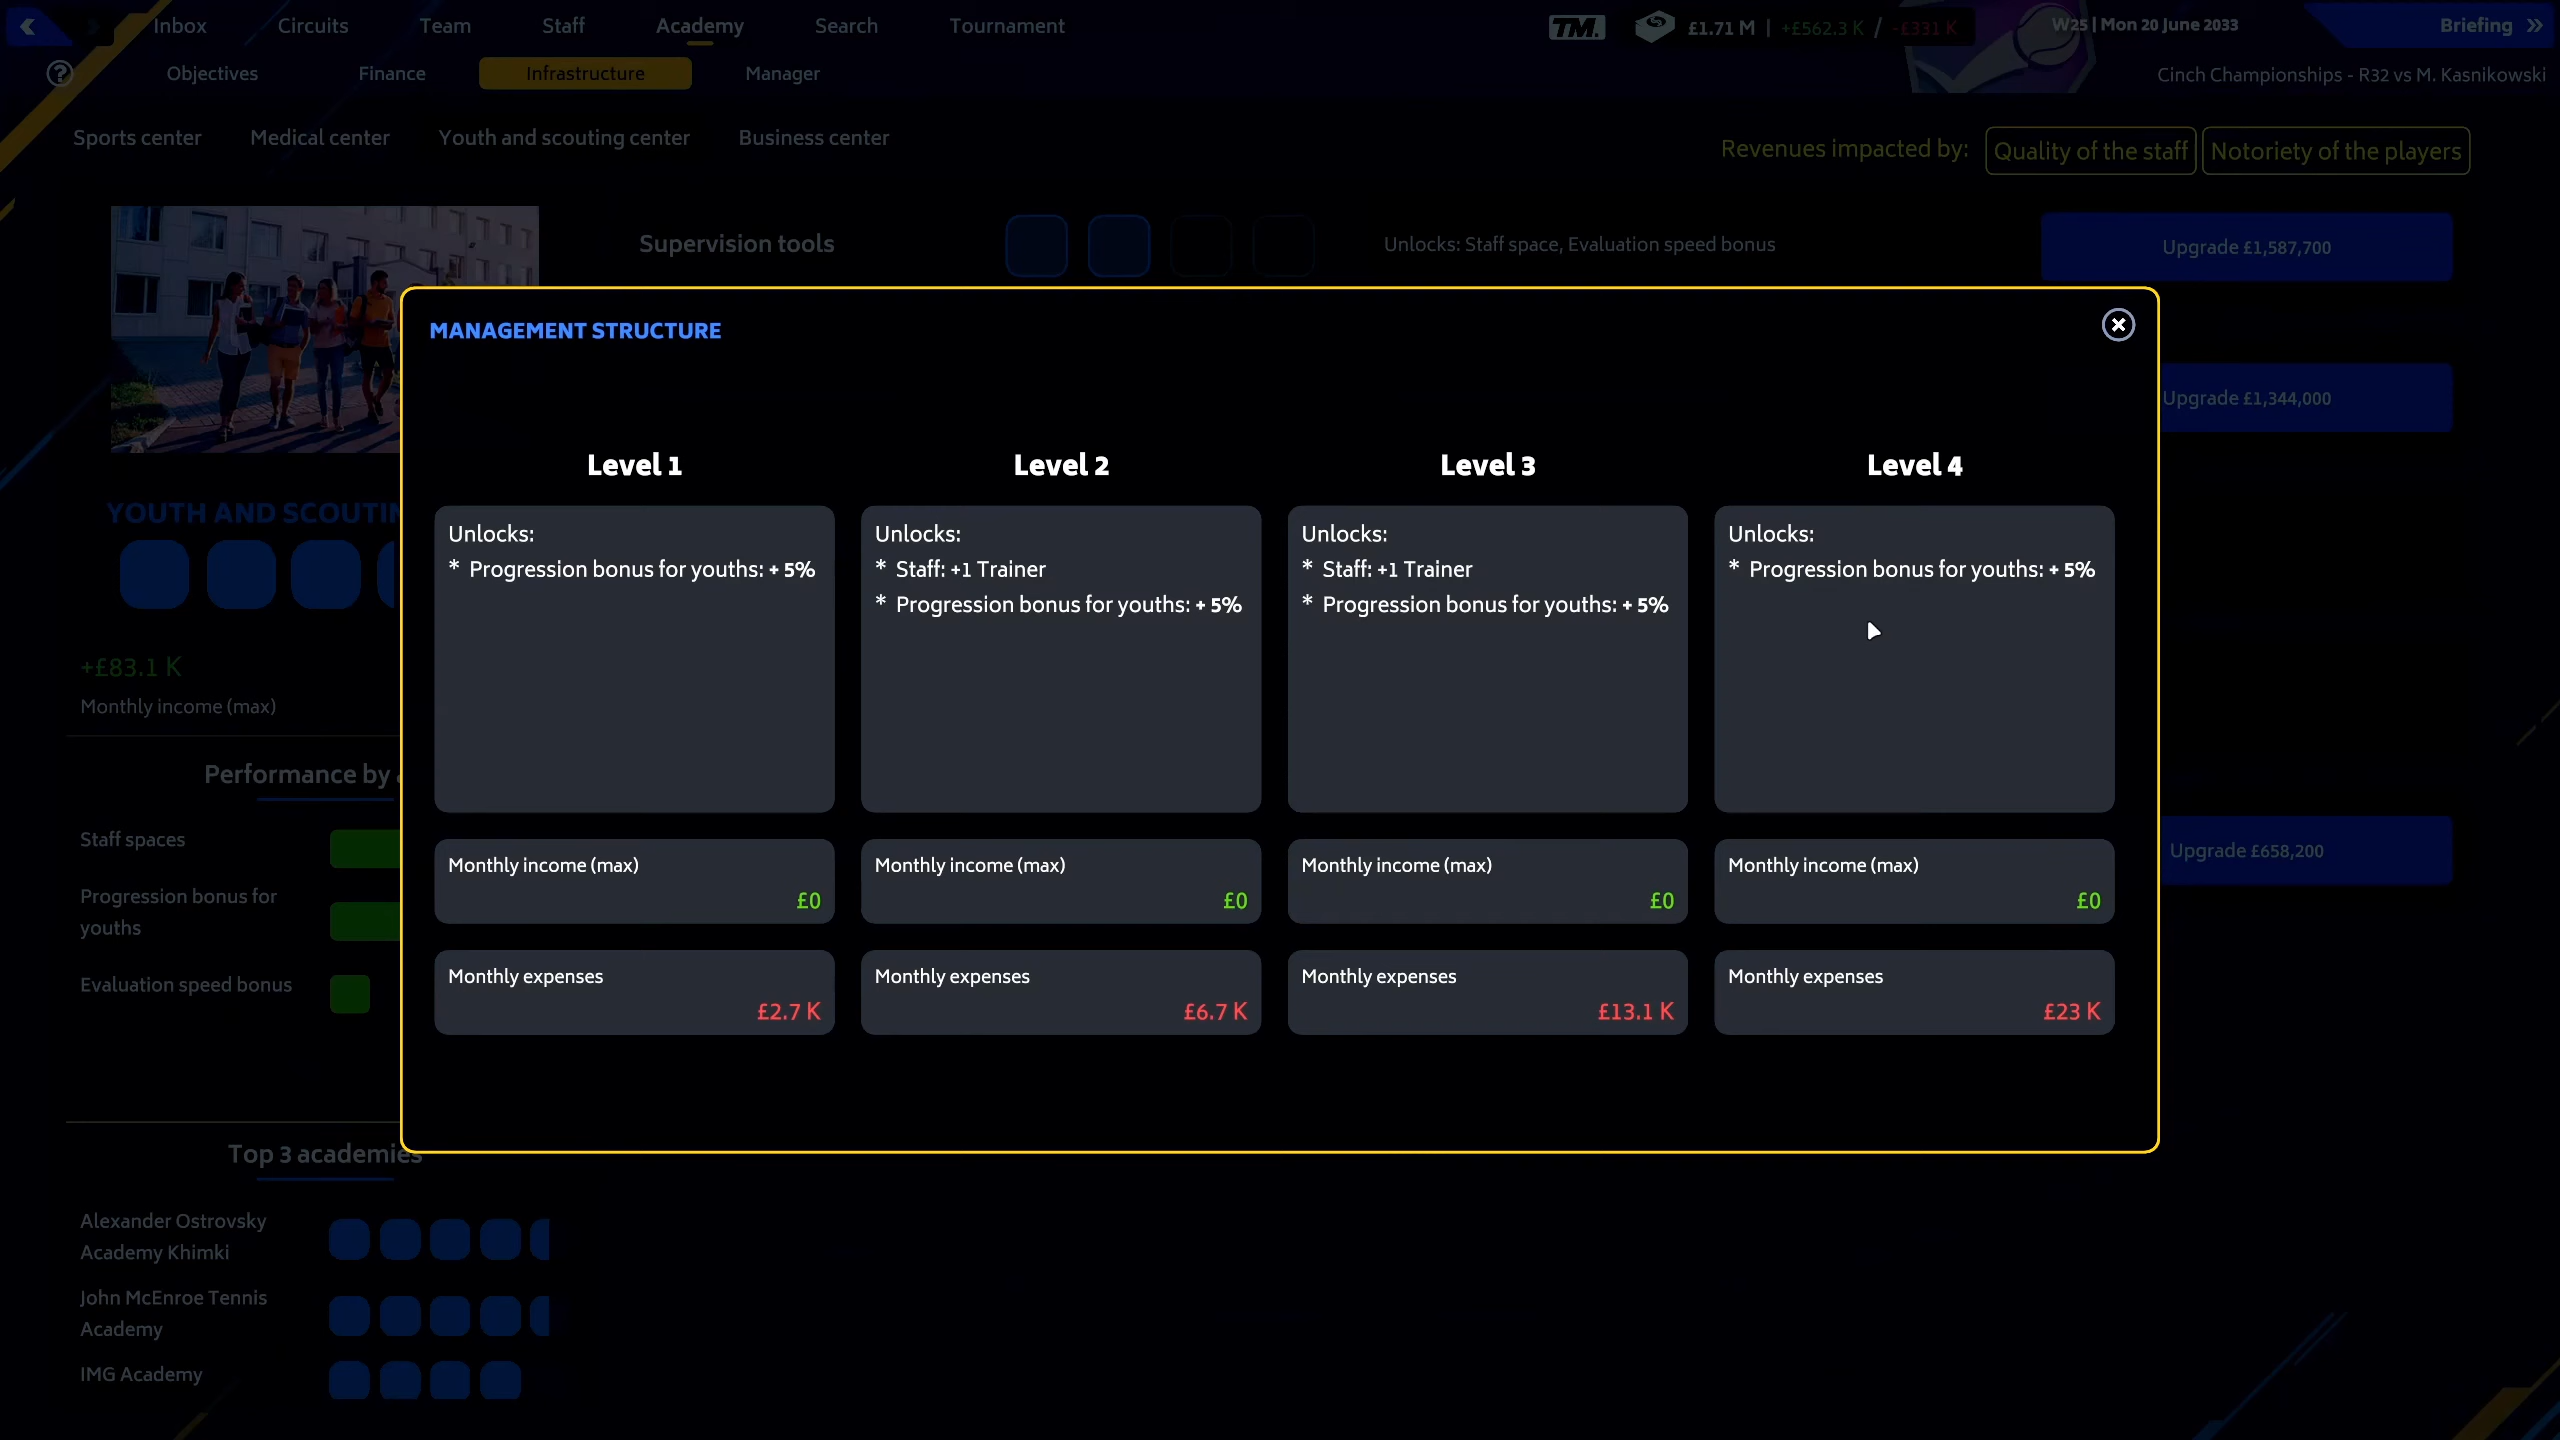 Inbox
Circuits
Team
Staff
Academy
Search
Tournament
TM.
£1.71 M | +£562.3 K / -£331 K
W25 | Mon 20 June 2033
Briefing
Objectives
Finance
Infrastructure
Manager
Cinch Championships - R32 vs M. Kasnikowski
Sports center
Medical center
Youth and scouting center
Business center
Revenues impacted by:
Quality of the staff
Notoriety of the players
Supervision tools
Unlocks: Staff space, Evaluation speed bonus
Upgrade £1,587,700
MANAGEMENT STRUCTURE
Upgrade £1,344,000
Level 1
Level 2
Level 3
Level 4
Unlocks:
* Progression bonus for youths: + 5%
Unlocks:
* Staff: +1 Trainer
* Progression bonus for youths: + 5%
Unlocks:
* Staff: +1 Trainer
* Progression bonus for youths: + 5%
Unlocks:
* Progression bonus for youths: + 5%
Monthly income (max)
£0
Monthly income (max)
£0
Monthly income (max)
£0
Monthly income (max)
£0
Monthly expenses
£2.7 K
Monthly expenses
£6.7 K
Monthly expenses
£13.1 K
Monthly expenses
£23 K
Upgrade £658,200
YOUTH AND
+£83.1 K
Monthly income (max)
Performance by
Staff spaces
Progression bonus for
youths
Evaluation speed bonus
Top 3 academies
Alexander Ostrovsky
Academy Khimki
John McEnroe Tennis
Academy
IMG Academy